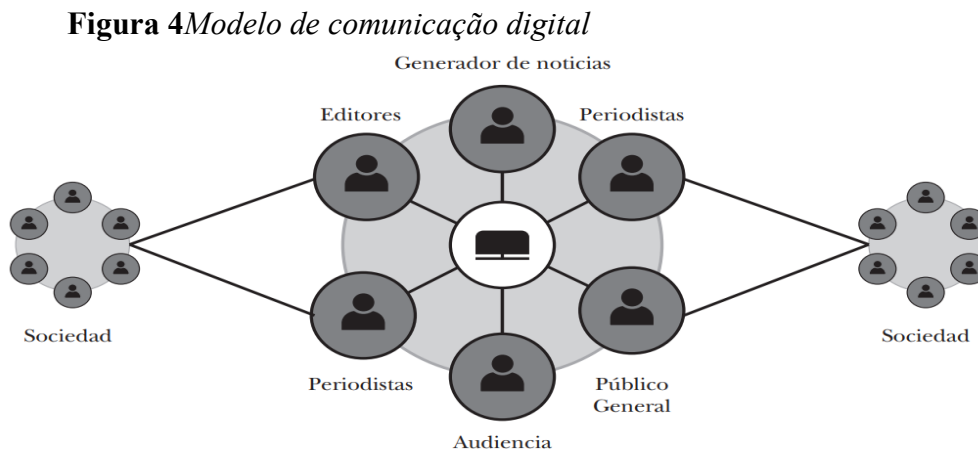 Figura 4Modelo de comunicação digital
Generador de noticias
Editores
Periodistas
Sociedad
Sociedad
Periodistas
Público
General
Audiencia